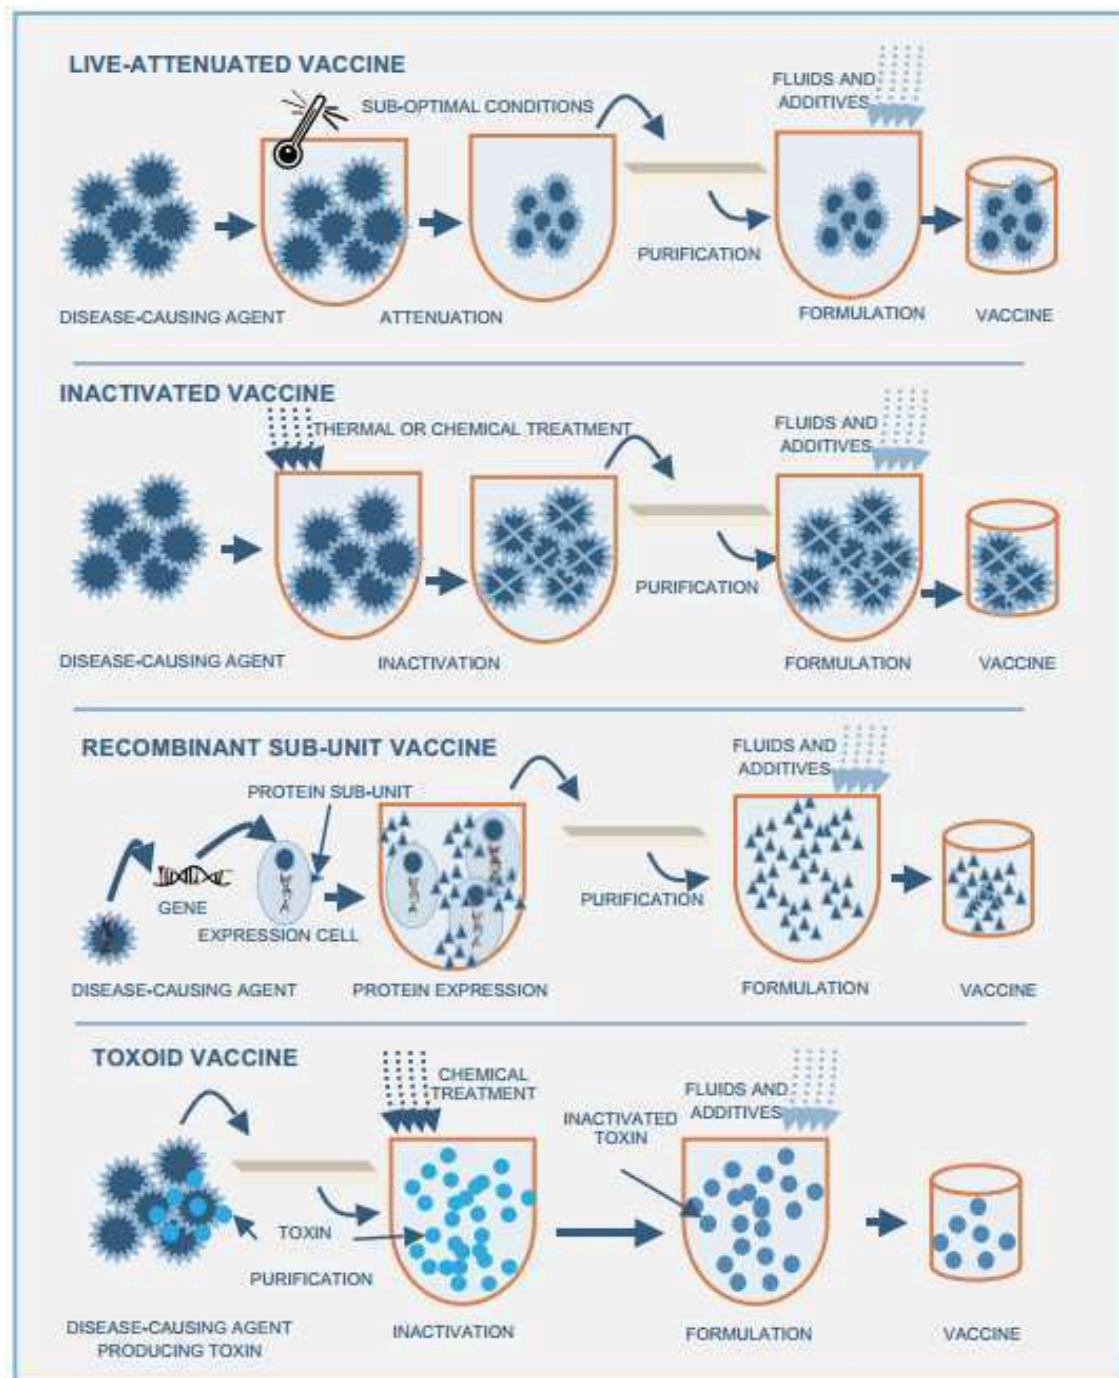 LIVE-ATTENUATED VACCINE
SUB-OPTIMAL CONDITIONS
FLUIDS AND
ADDITIVES
PURIFICATION
DISEASE-CAUSING AGENT
ATTENUATION
FORMULATION
VACCINE
INACTIVATED VACCINE
THERMAL OR CHEMICAL TREATMENT
FLUIDS AND
ADDITIVES
PURIFICATION
DISEASE-CAUSING AGENT
INACTIVATION
FORMULATION
VACCINE
RECOMBINANT SUB-UNIT VACCINE
FLUIDS AND
ADDITIVES
PROTEIN SUB-UNIT
GENE
EXPRESSION CELL
PURIFICATION
DISEASE-CAUSING AGENT
PROTEIN EXPRESSION
FORMULATION
VACCINE
TOXOID VACCINE
CHEMICAL
TREATMENT
FLUIDS AND
ADDITIVES
INACTIVATED
TOXIN
TOXIN
PURIFICATION
DISEASE-CAUSING AGENT
PRODUCING TOXIN
INACTIVATION
FORMULATION
VACCINE